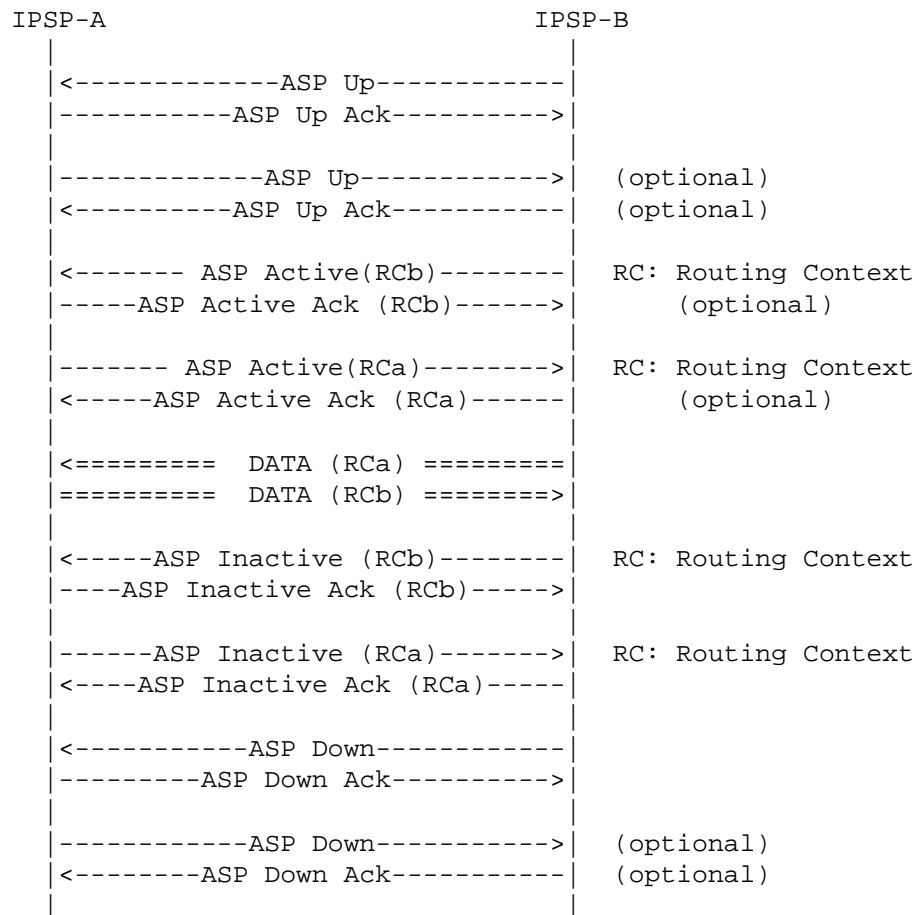 IPSP-A                           IPSP-B
  |                                 |
  |<-------------ASP Up------------|
  |-----------ASP Up Ack---------->|
  |                                 |
  |-------------ASP Up------------>|  (optional)
  |<----------ASP Up Ack-----------|  (optional)
  |                                 |
  |<------- ASP Active(RCb)--------|  RC: Routing Context
  |-----ASP Active Ack (RCb)------>|      (optional)
  |                                 |
  |------- ASP Active(RCa)-------->|  RC: Routing Context
  |<-----ASP Active Ack (RCa)------|      (optional)
  |                                 |
  |<========= DATA (RCa) =========|
  |========== DATA (RCb) ========>|
  |                                 |
  |<-----ASP Inactive (RCb)--------|  RC: Routing Context
  |----ASP Inactive Ack (RCb)----->|
  |                                 |
  |------ASP Inactive (RCa)------->|  RC: Routing Context
  |<----ASP Inactive Ack (RCa)-----|
  |                                 |
  |<-----------ASP Down------------|
  |---------ASP Down Ack---------->|
  |                                 |
  |------------ASP Down----------->|  (optional)
  |<--------ASP Down Ack-----------|  (optional)
  |                                 |